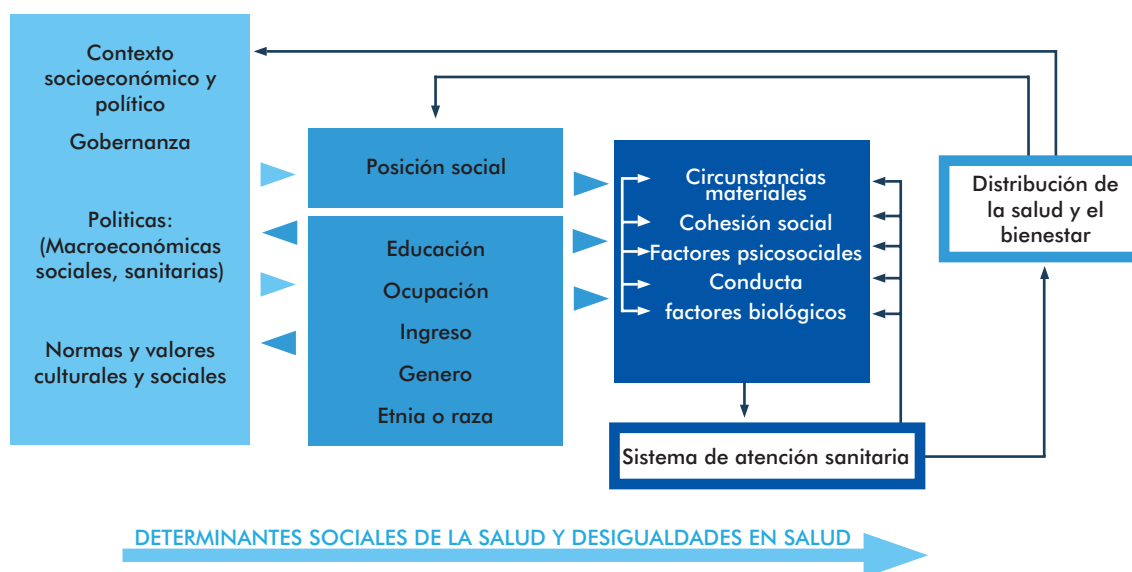 Contexto
socioeconómico y
político
Gobernanza
Politicas:
(Macroeconómicas
sociales, sanitarias)
Normas y valores
culturales y sociales
Posición social
Educación
Ocupación
Ingreso
Genero
Etnia o raza
Circunstancias
materiales
Cohesión social
Factores psicosociales
Conducta
factores biológicos
Sistema de atención sanitaria
Distribución de
la salud y el
bienestar
DETERMINANTES SOCIALES DE LA SALUD Y DESIGUALDADES EN SALUD